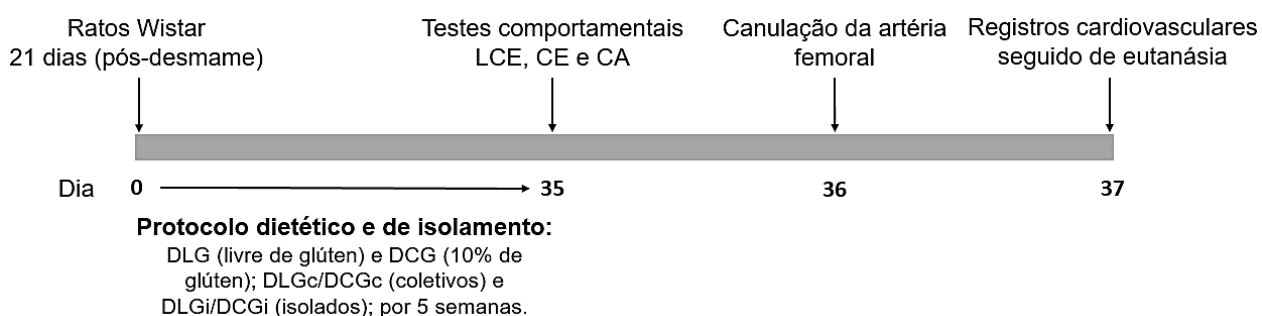 Ratos Wistar
21 dias (pós-desmame)
Testes comportamentais
LCE, CE e CA
Canulação da artéria
femoral
Registros cardiovasculares
seguido de eutanásia
Dia 0 35 36 37
Protocolo dietético e de isolamento:
DLG (livre de glúten) e DCG (10% de
glúten); DLGc/DCGc (coletivos) e
DLGi/DCGi (isolados); por 5 semanas.